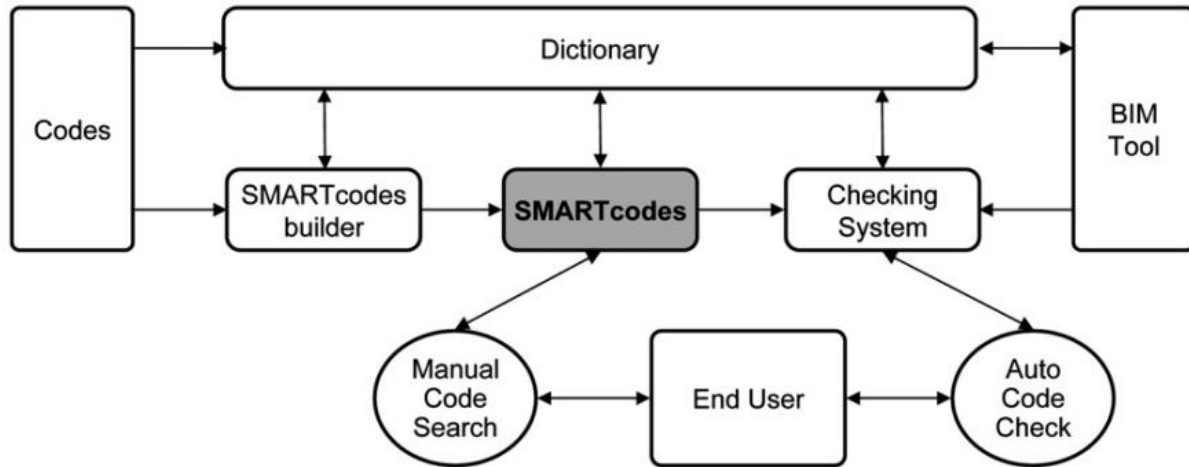 Dictionary
Codes
BIM
Tool
SMARTcodes
builder
SMARTcodes
Checking
System
Manual
Code
Search
End User
Auto
Code
Check